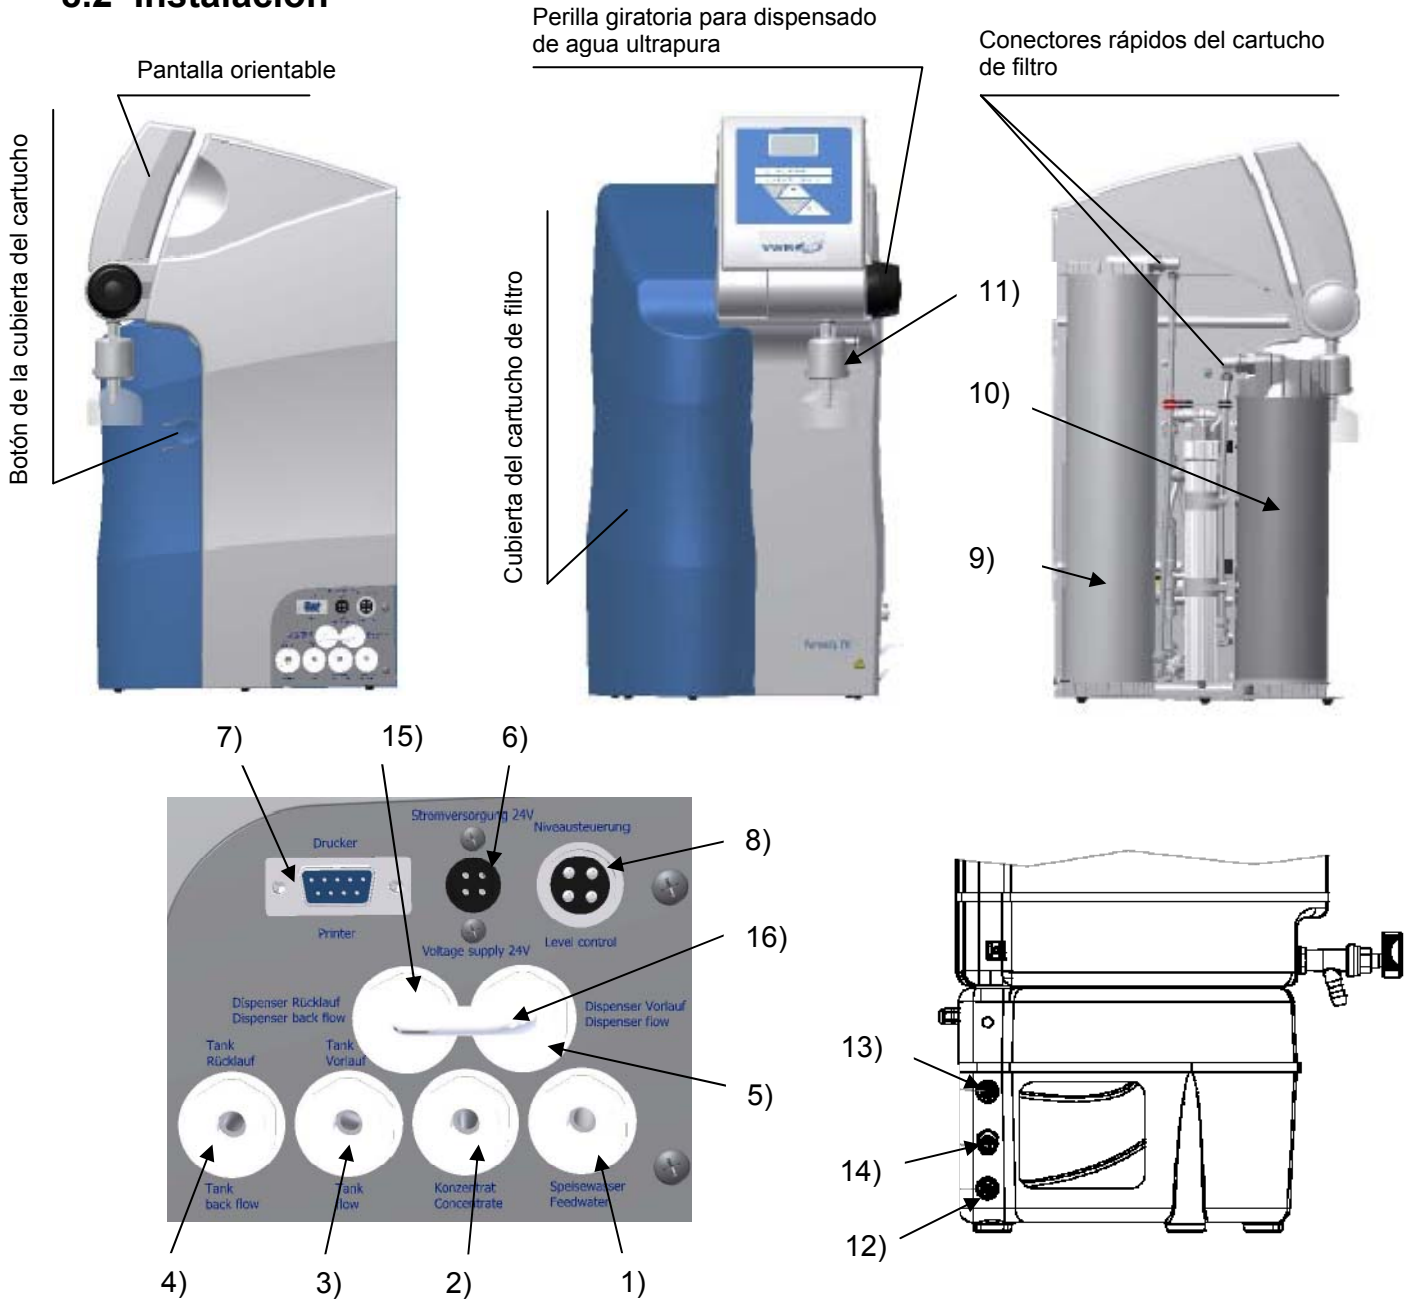 3.2 Instalación
Perilla giratoria para dispensado
de agua ultrapura
Conectores rápidos del cartucho
de filtro
Pantalla orientable
Botón de la cubierta del cartucho
Cubierta del cartucho de filtro
VWR
11)
10)
9)
7)
15)
6)
8)
16)
5)
4)
3)
2)
1)
13)
14)
12)
Stromversorgung 24V
Niveausteuerung
Drucker
Printer
Voltage supply 24V
Level control
Dispenser Rücklauf
Dispenser back flow
Dispenser Vorlauf
Dispenser flow
Tank
Rücklauf
Tank
Vorlauf
Tank
back flow
Tank
flow
Konzentrat
Concentrate
Speisewasser
Feedwater